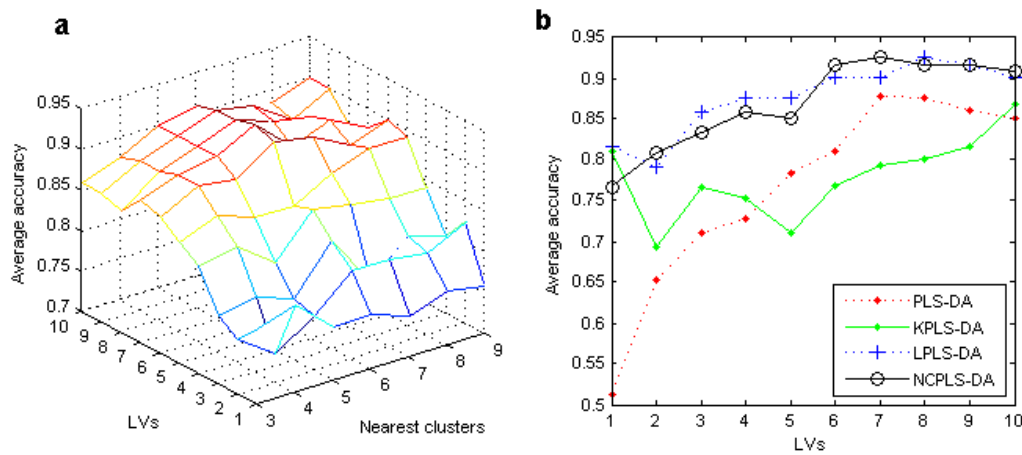 a
0.95
0.9
0.85
0.8
0.75
0.7
Average accuracy
10
9
8
7
6
5
4
3
2
1
LVs
3
4
5
6
7
8
9
Nearest clusters
b
0.95
0.9
0.85
0.8
0.75
0.7
0.65
0.6
0.55
0.5
Average accuracy
1 2 3 4 5 6 7 8 9 10
LVs
PLS-DA
KPLS-DA
LPLS-DA
NCPLS-DA